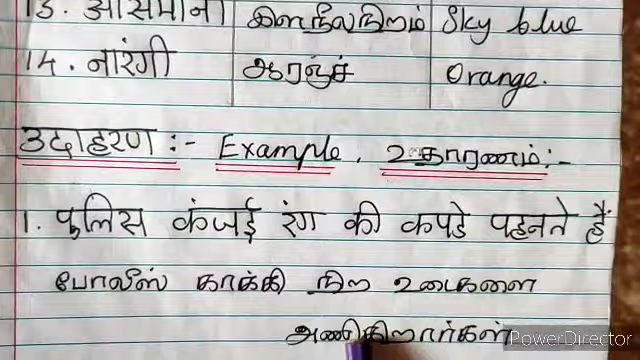 13. आसमानी இளநீலநிறம் Sky blue
14. नारंगी ஆரஞ்ச் Orange.
उदाहरण :- Example, உதாரணம் :-
1. पुलिस कंजई रंग की कपडे पहनते हैं
போலீஸ் காக்கி நிற உடைகளை
அணிகிறார்கள்
PowerDirector